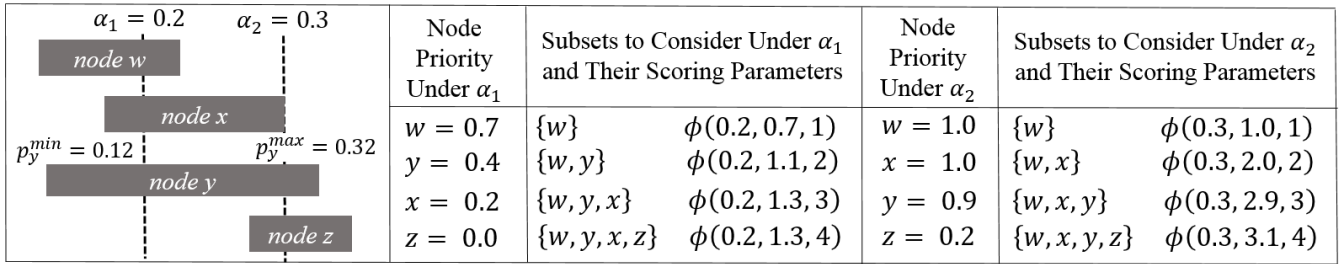 α₁ = 0.2 α₂ = 0.3
node w
node x
p_y^min = 0.12 p_y^max = 0.32
node y
node z
Node Priority Under α₁
Subsets to Consider Under α₁ and Their Scoring Parameters
Node Priority Under α₂
Subsets to Consider Under α₂ and Their Scoring Parameters
w = 0.7 {w} ϕ(0.2, 0.7, 1) w = 1.0 {w} ϕ(0.3, 1.0, 1)
y = 0.4 {w, y} ϕ(0.2, 1.1, 2) x = 1.0 {w, x} ϕ(0.3, 2.0, 2)
x = 0.2 {w, y, x} ϕ(0.2, 1.3, 3) y = 0.9 {w, x, y} ϕ(0.3, 2.9, 3)
z = 0.0 {w, y, x, z} ϕ(0.2, 1.3, 4) z = 0.2 {w, x, y, z} ϕ(0.3, 3.1, 4)